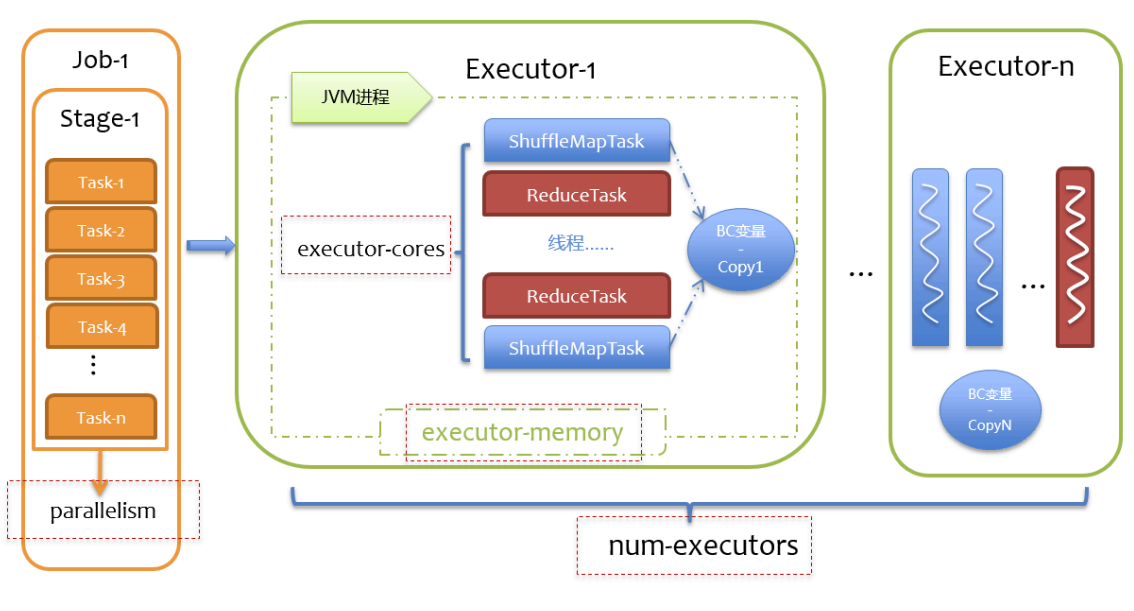 Job-1
Stage-1
Task-1
Task-2
Task-3
Task-4
Task-n
parallelism
Executor-1
JVM进程
ShuffleMapTask
ReduceTask
线程......
ReduceTask
ShuffleMapTask
executor-cores
BC变量
-
Copy1
executor-memory
...
Executor-n
...
BC变量
-
CopyN
num-executors